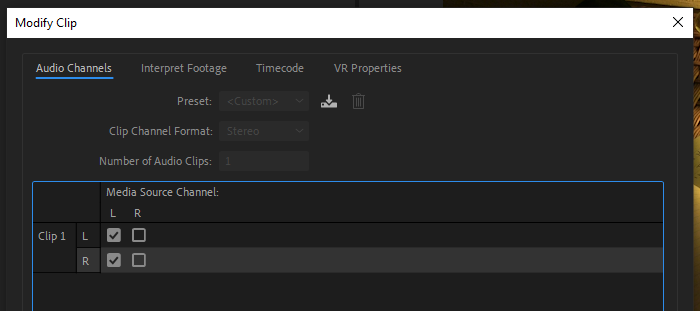 Modify Clip
Audio Channels Interpret Footage Timecode VR Properties
Preset: <Custom>
Clip Channel Format: Stereo
Number of Audio Clips: 1
Media Source Channel:
L R
Clip 1 L
R